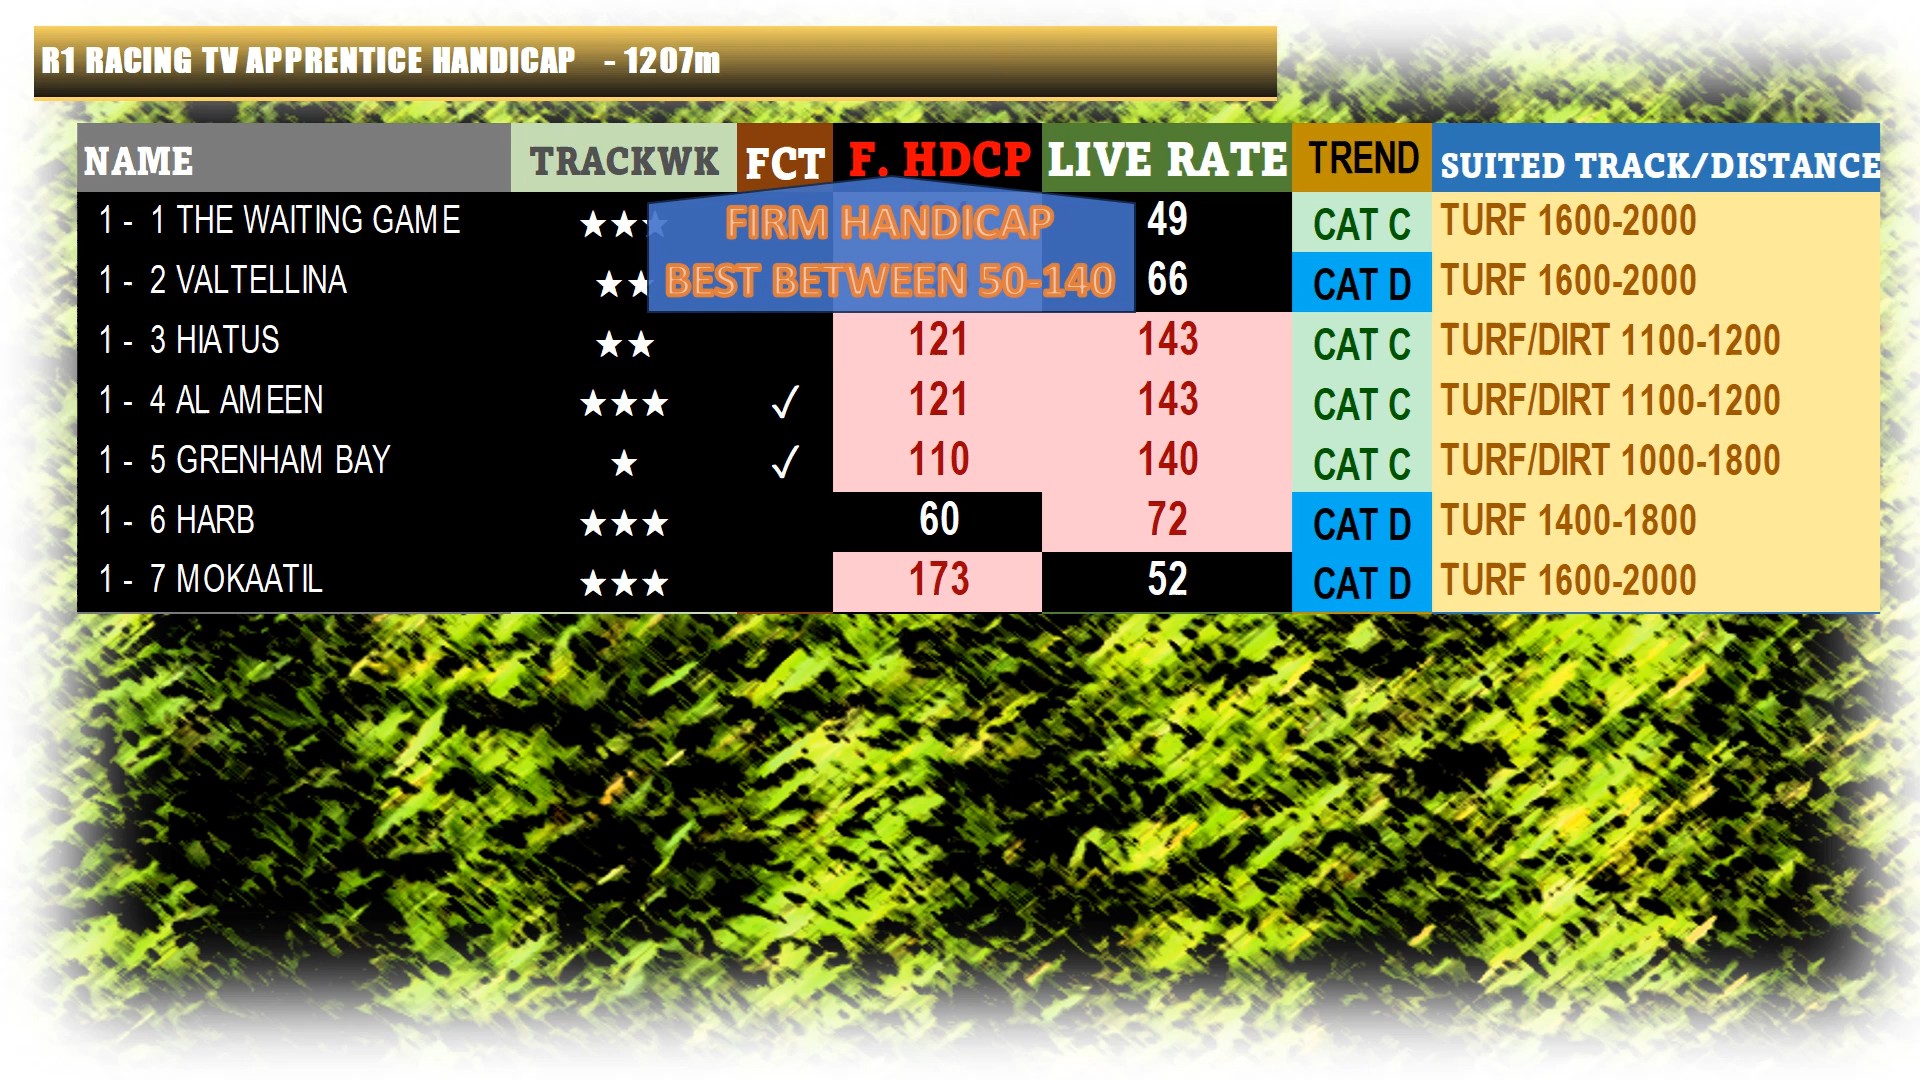 R1 RACING TV APPRENTICE HANDICAP - 1207m
NAME TRACKWK FCT F. HDCP LIVE RATE TREND SUITED TRACK/DISTANCE
1 - 1 THE WAITING GAME ★★★ 49 CAT C TURF 1600-2000
FIRM HANDICAP
1 - 2 VALTELLINA ★★ 66 CAT D TURF 1600-2000
BEST BETWEEN 50-140
1 - 3 HIATUS ★★ 121 143 CAT C TURF/DIRT 1100-1200
1 - 4 AL AMEEN ★★★ ✓ 121 143 CAT C TURF/DIRT 1100-1200
1 - 5 GRENHAM BAY ★ ✓ 110 140 CAT C TURF/DIRT 1000-1800
1 - 6 HARB ★★★ 60 72 CAT D TURF 1400-1800
1 - 7 MOKAATIL ★★★ 173 52 CAT D TURF 1600-2000